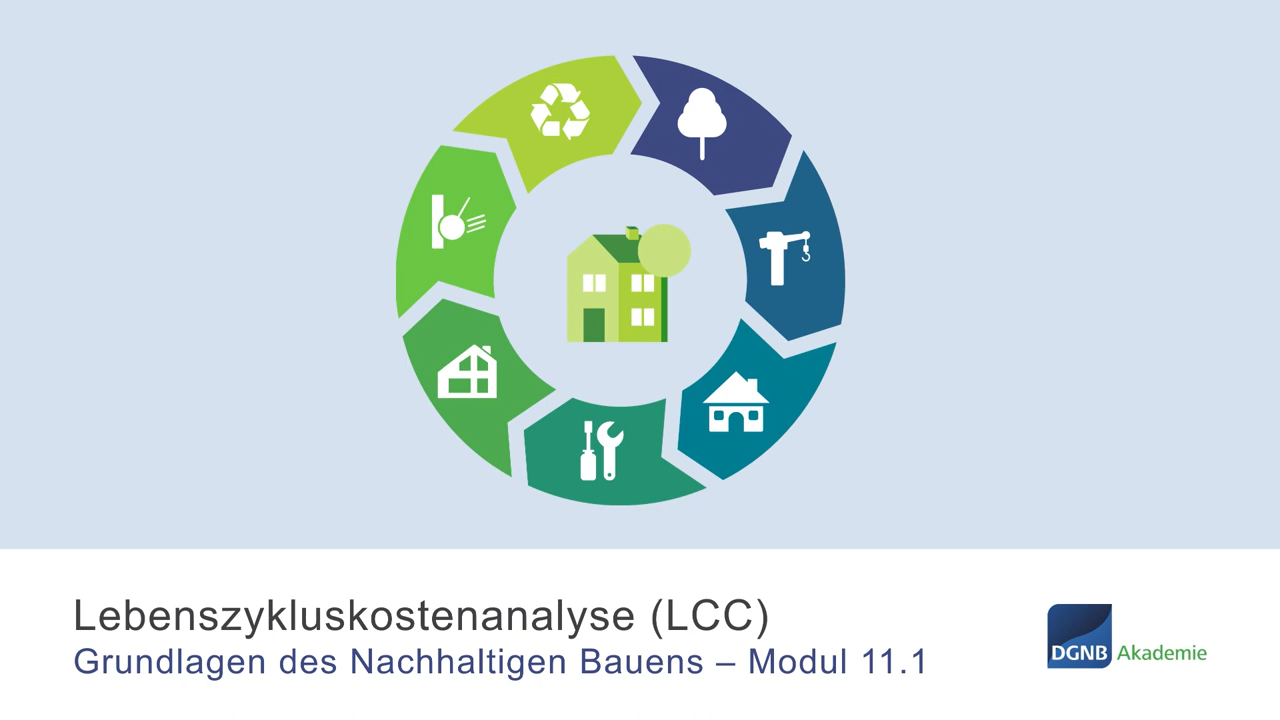 Lebenszykluskostenanalyse (LCC)
Grundlagen des Nachhaltigen Bauens – Modul 11.1
DGNB Akademie